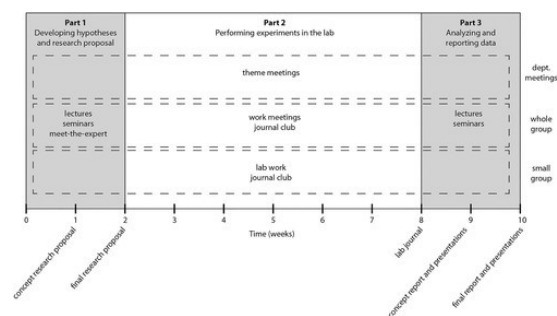 Part 1
Developing hypotheses
and research proposal
Part 2
Performing experiments in the lab
Part 3
Analyzing and
reporting data
theme meetings
dept.
meetings
lectures
seminars
meet-the-expert
work meetings
journal club
lectures
seminars
whole
group
lab work
journal club
small
group
0 1 2 3 4 5 6 7 8 9 10
Time (weeks)
concept research proposal
final research proposal
lab journal
concept report and presentations
final report and presentations